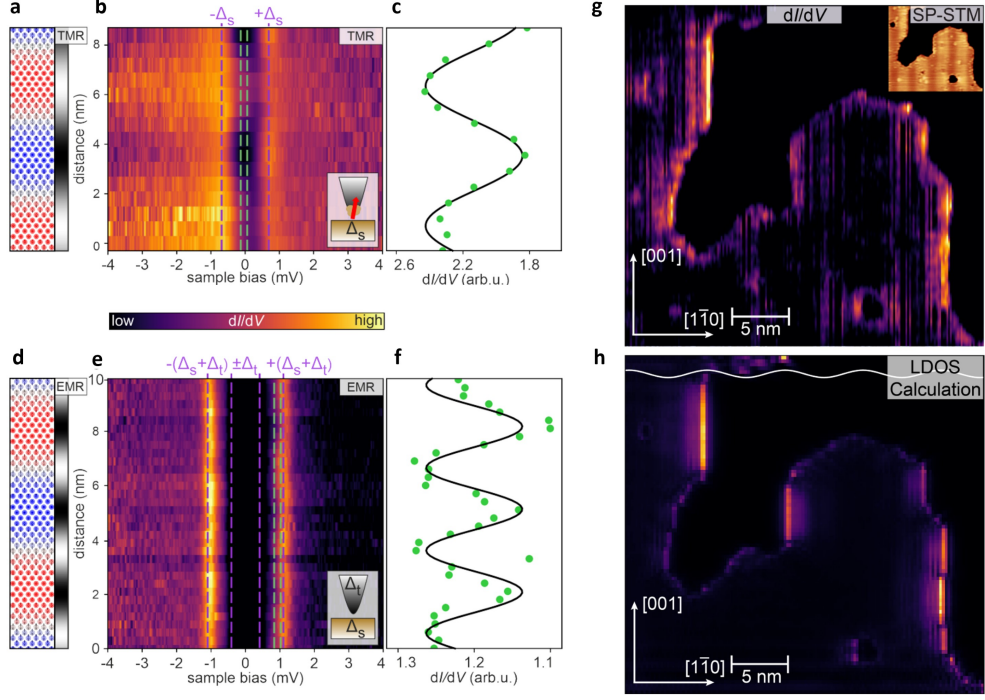 a
TMR
b
-Δs
+Δs
TMR
8
6
4
2
0
distance (nm)
Δs
-4
-3
-2
-1
0
1
2
3
4
sample bias (mV)
c
2.6
2.2
1.8
dI/dV (arb.u.)
low
dI/dV
high
d
EMR
e
-(Δs+Δt)
±Δt
+(Δs+Δt)
EMR
10
8
6
4
2
0
distance (nm)
Δt
Δs
-4
-3
-2
-1
0
1
2
3
4
sample bias (mV)
f
1.3
1.2
1.1
dI/dV (arb.u.)
g
dI/dV
SP-STM
[001]
[11̅0]
5 nm
h
LDOS
Calculation
[001]
[11̅0]
5 nm